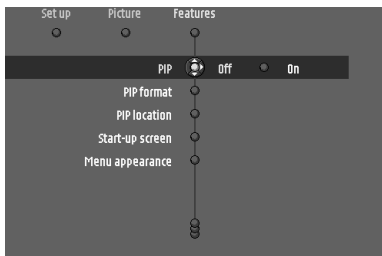 Set up Picture Features
PIP Off On
PIP format
PIP location
Start-up screen
Menu appearance